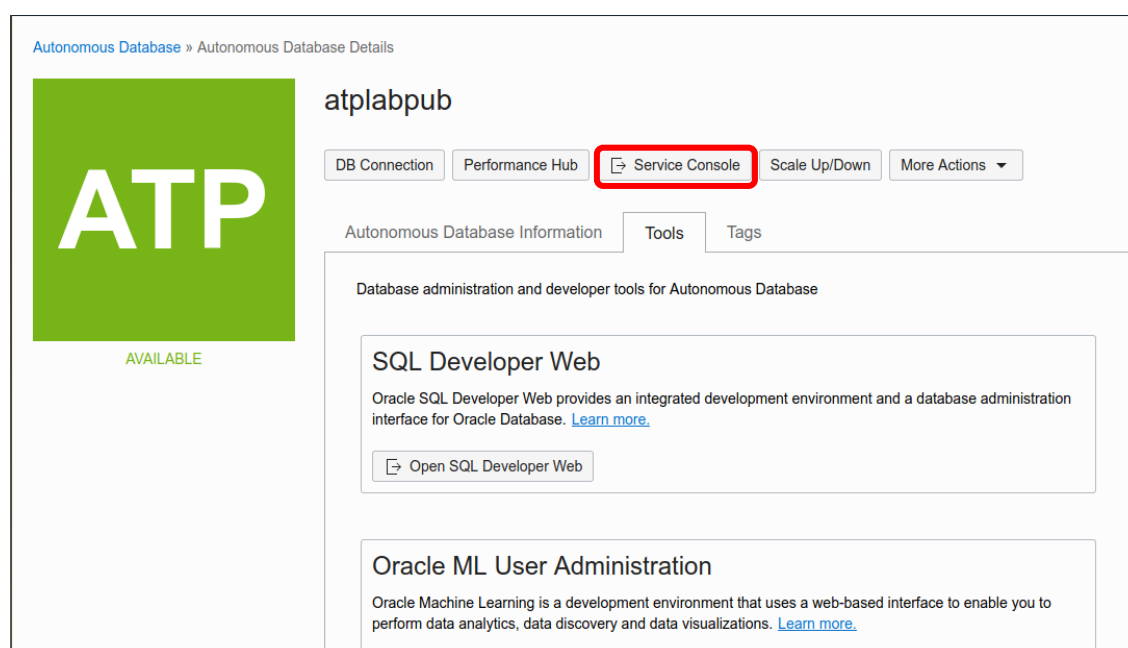 Autonomous Database » Autonomous Database Details
ATP
AVAILABLE
atplabpub
DB Connection Performance Hub Service Console Scale Up/Down More Actions
Autonomous Database Information Tools Tags
Database administration and developer tools for Autonomous Database
SQL Developer Web
Oracle SQL Developer Web provides an integrated development environment and a database administration
interface for Oracle Database. Learn more.
Open SQL Developer Web
Oracle ML User Administration
Oracle Machine Learning is a development environment that uses a web-based interface to enable you to
perform data analytics, data discovery and data visualizations. Learn more.